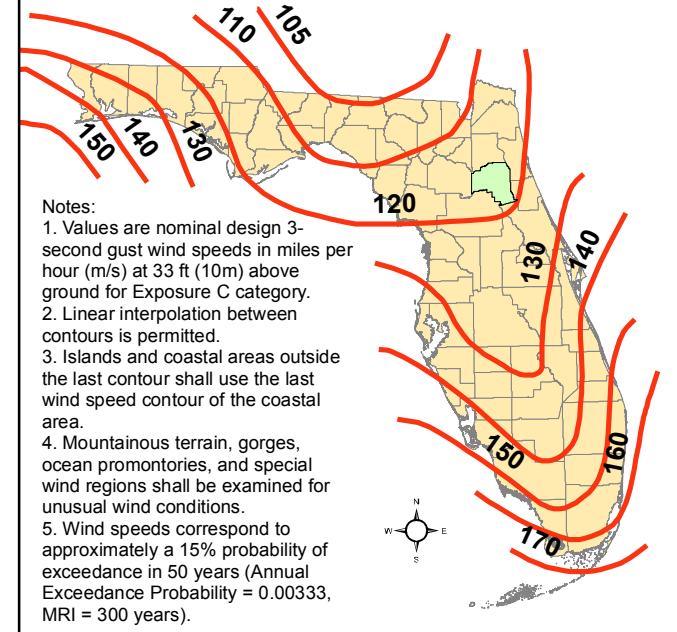 110
105
150
140
130
120
130
140
Notes:
1. Values are nominal design 3-
second gust wind speeds in miles per
hour (m/s) at 33 ft (10m) above
ground for Exposure C category.
2. Linear interpolation between
contours is permitted.
3. Islands and coastal areas outside
the last contour shall use the last
wind speed contour of the coastal
area.
4. Mountainous terrain, gorges,
ocean promontories, and special
wind regions shall be examined for
unusual wind conditions.
5. Wind speeds correspond to
approximately a 15% probability of
exceedance in 50 years (Annual
Exceedance Probability = 0.00333,
MRI = 300 years).
150
160
170
N
W E
S